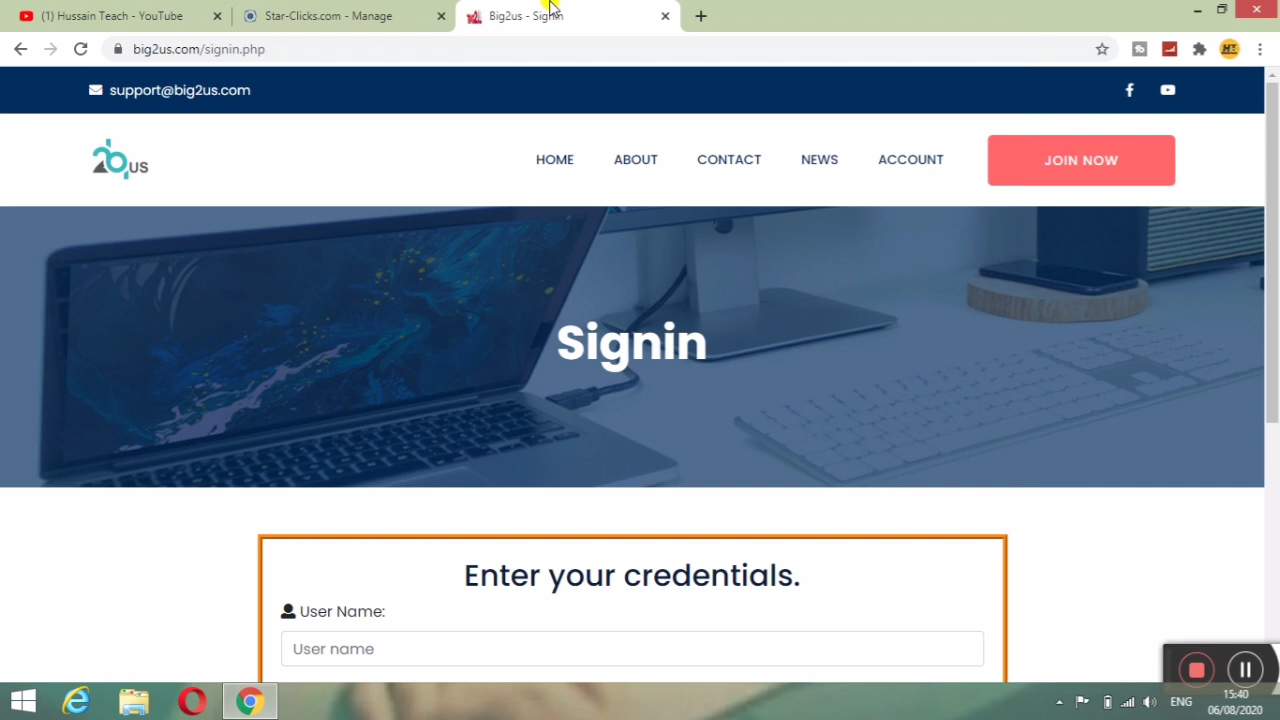 (1) Hussain Teach - YouTube
Star-Clicks.com - Manage
Big2us - Signin
big2us.com/signin.php
support@big2us.com
2b us
HOME
ABOUT
CONTACT
NEWS
ACCOUNT
JOIN NOW
Signin
Enter your credentials.
User Name:
User name
ENG
15:40
06/08/2020